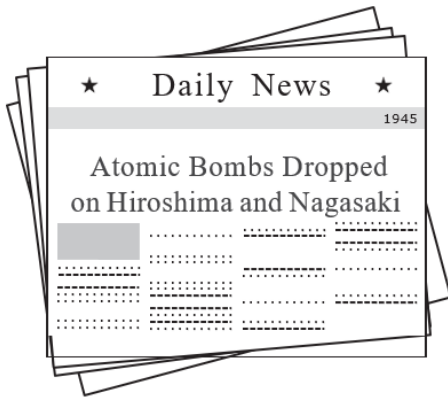 ★ Daily News ★
1945
Atomic Bombs Dropped
on Hiroshima and Nagasaki